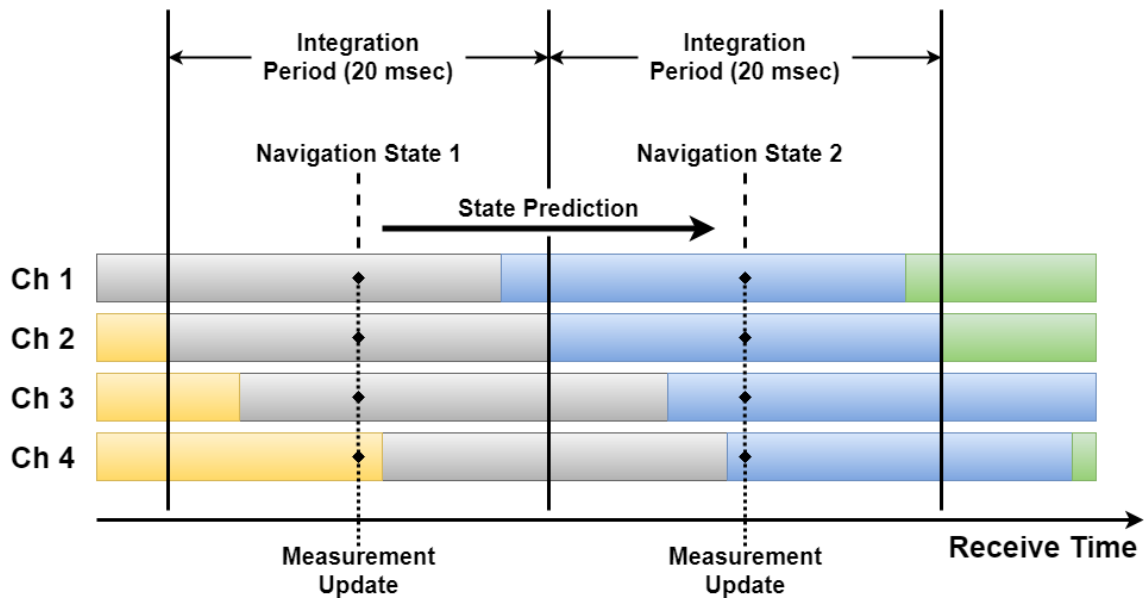 Integration
Period (20 msec)
Integration
Period (20 msec)
Navigation State 1
Navigation State 2
State Prediction
Ch 1
Ch 2
Ch 3
Ch 4
Receive Time
Measurement
Update
Measurement
Update